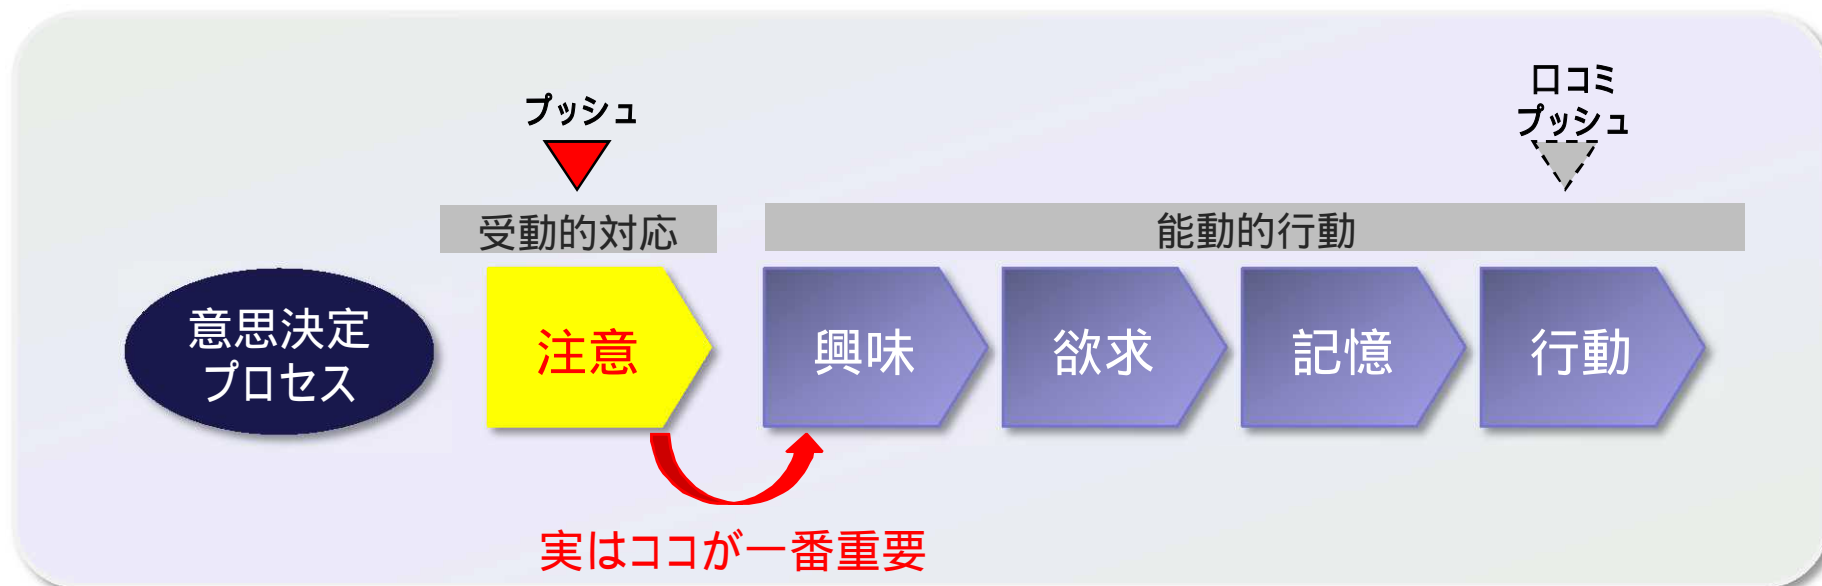 プッシュ
口コミ
プッシュ
受動的対応
能動的行動
意思決定
プロセス
注意
興味
欲求
記憶
行動
実はココが一番重要